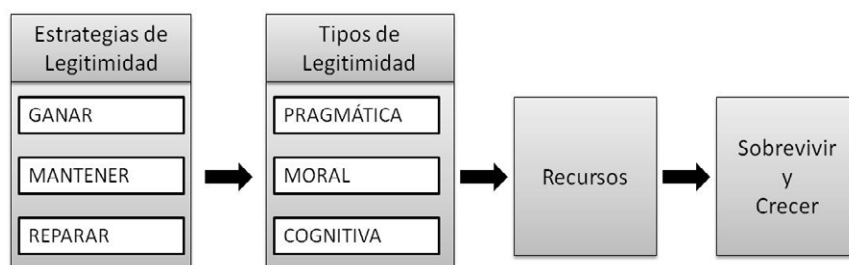 Estrategias de
Legitimidad
GANAR
MANTENER
REPARAR
Tipos de
Legitimidad
PRAGMÁTICA
MORAL
COGNITIVA
Recursos
Sobrevivir
y
Crecer